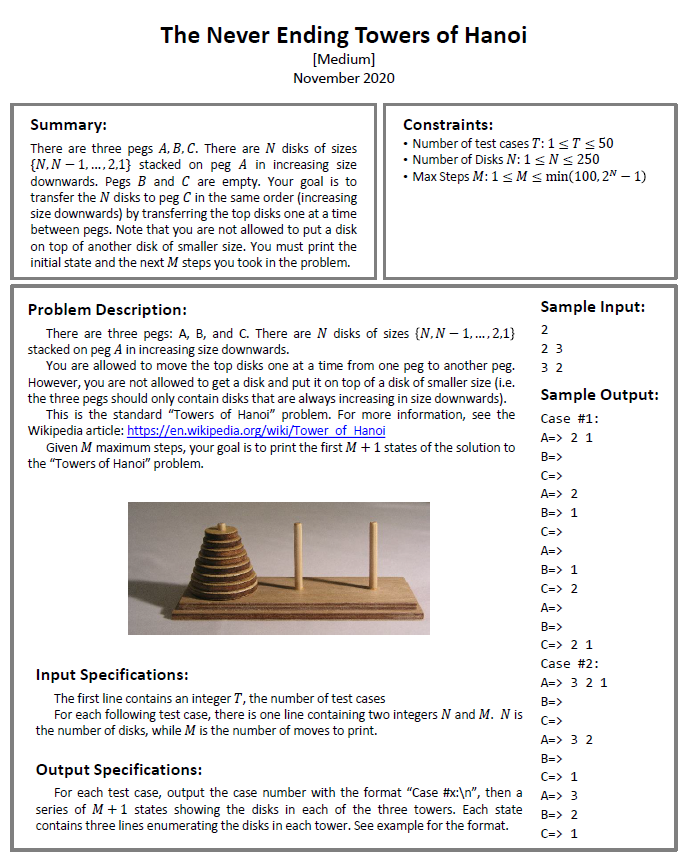 The Never Ending Towers of Hanoi
[Medium]
November 2020
Summary:
There are three pegs A, B, C. There are N disks of sizes
{N, N − 1, … , 2,1} stacked on peg A in increasing size
downwards. Pegs B and C are empty. Your goal is to
transfer the N disks to peg C in the same order (increasing
size downwards) by transferring the top disks one at a time
between pegs. Note that you are not allowed to put a disk
on top of another disk of smaller size. You must print the
initial state and the next M steps you took in the problem.
Constraints:
• Number of test cases T: 1 ≤ T ≤ 50
• Number of Disks N: 1 ≤ N ≤ 250
• Max Steps M: 1 ≤ M ≤ min(100, 2^N − 1)
Problem Description:
There are three pegs: A, B, and C. There are N disks of sizes {N, N − 1, … , 2,1}
stacked on peg A in increasing size downwards.
You are allowed to move the top disks one at a time from one peg to another peg.
However, you are not allowed to get a disk and put it on top of a disk of smaller size (i.e.
the three pegs should only contain disks that are always increasing in size downwards).
This is the standard “Towers of Hanoi” problem. For more information, see the
Wikipedia article: https://en.wikipedia.org/wiki/Tower_of_Hanoi
Given M maximum steps, your goal is to print the first M + 1 states of the solution to
the “Towers of Hanoi” problem.
Input Specifications:
The first line contains an integer T, the number of test cases
For each following test case, there is one line containing two integers N and M. N is
the number of disks, while M is the number of moves to print.
Output Specifications:
For each test case, output the case number with the format “Case #x:\n”, then a
series of M + 1 states showing the disks in each of the three towers. Each state
contains three lines enumerating the disks in each tower. See example for the format.
Sample Input:
2
2 3
3 2
Sample Output:
Case #1:
A=> 2 1
B=>
C=>
A=> 2
B=> 1
C=>
A=>
B=> 1
C=> 2
A=>
B=>
C=> 2 1
Case #2:
A=> 3 2 1
B=>
C=>
A=> 3 2
B=>
C=> 1
A=> 3
B=> 2
C=> 1